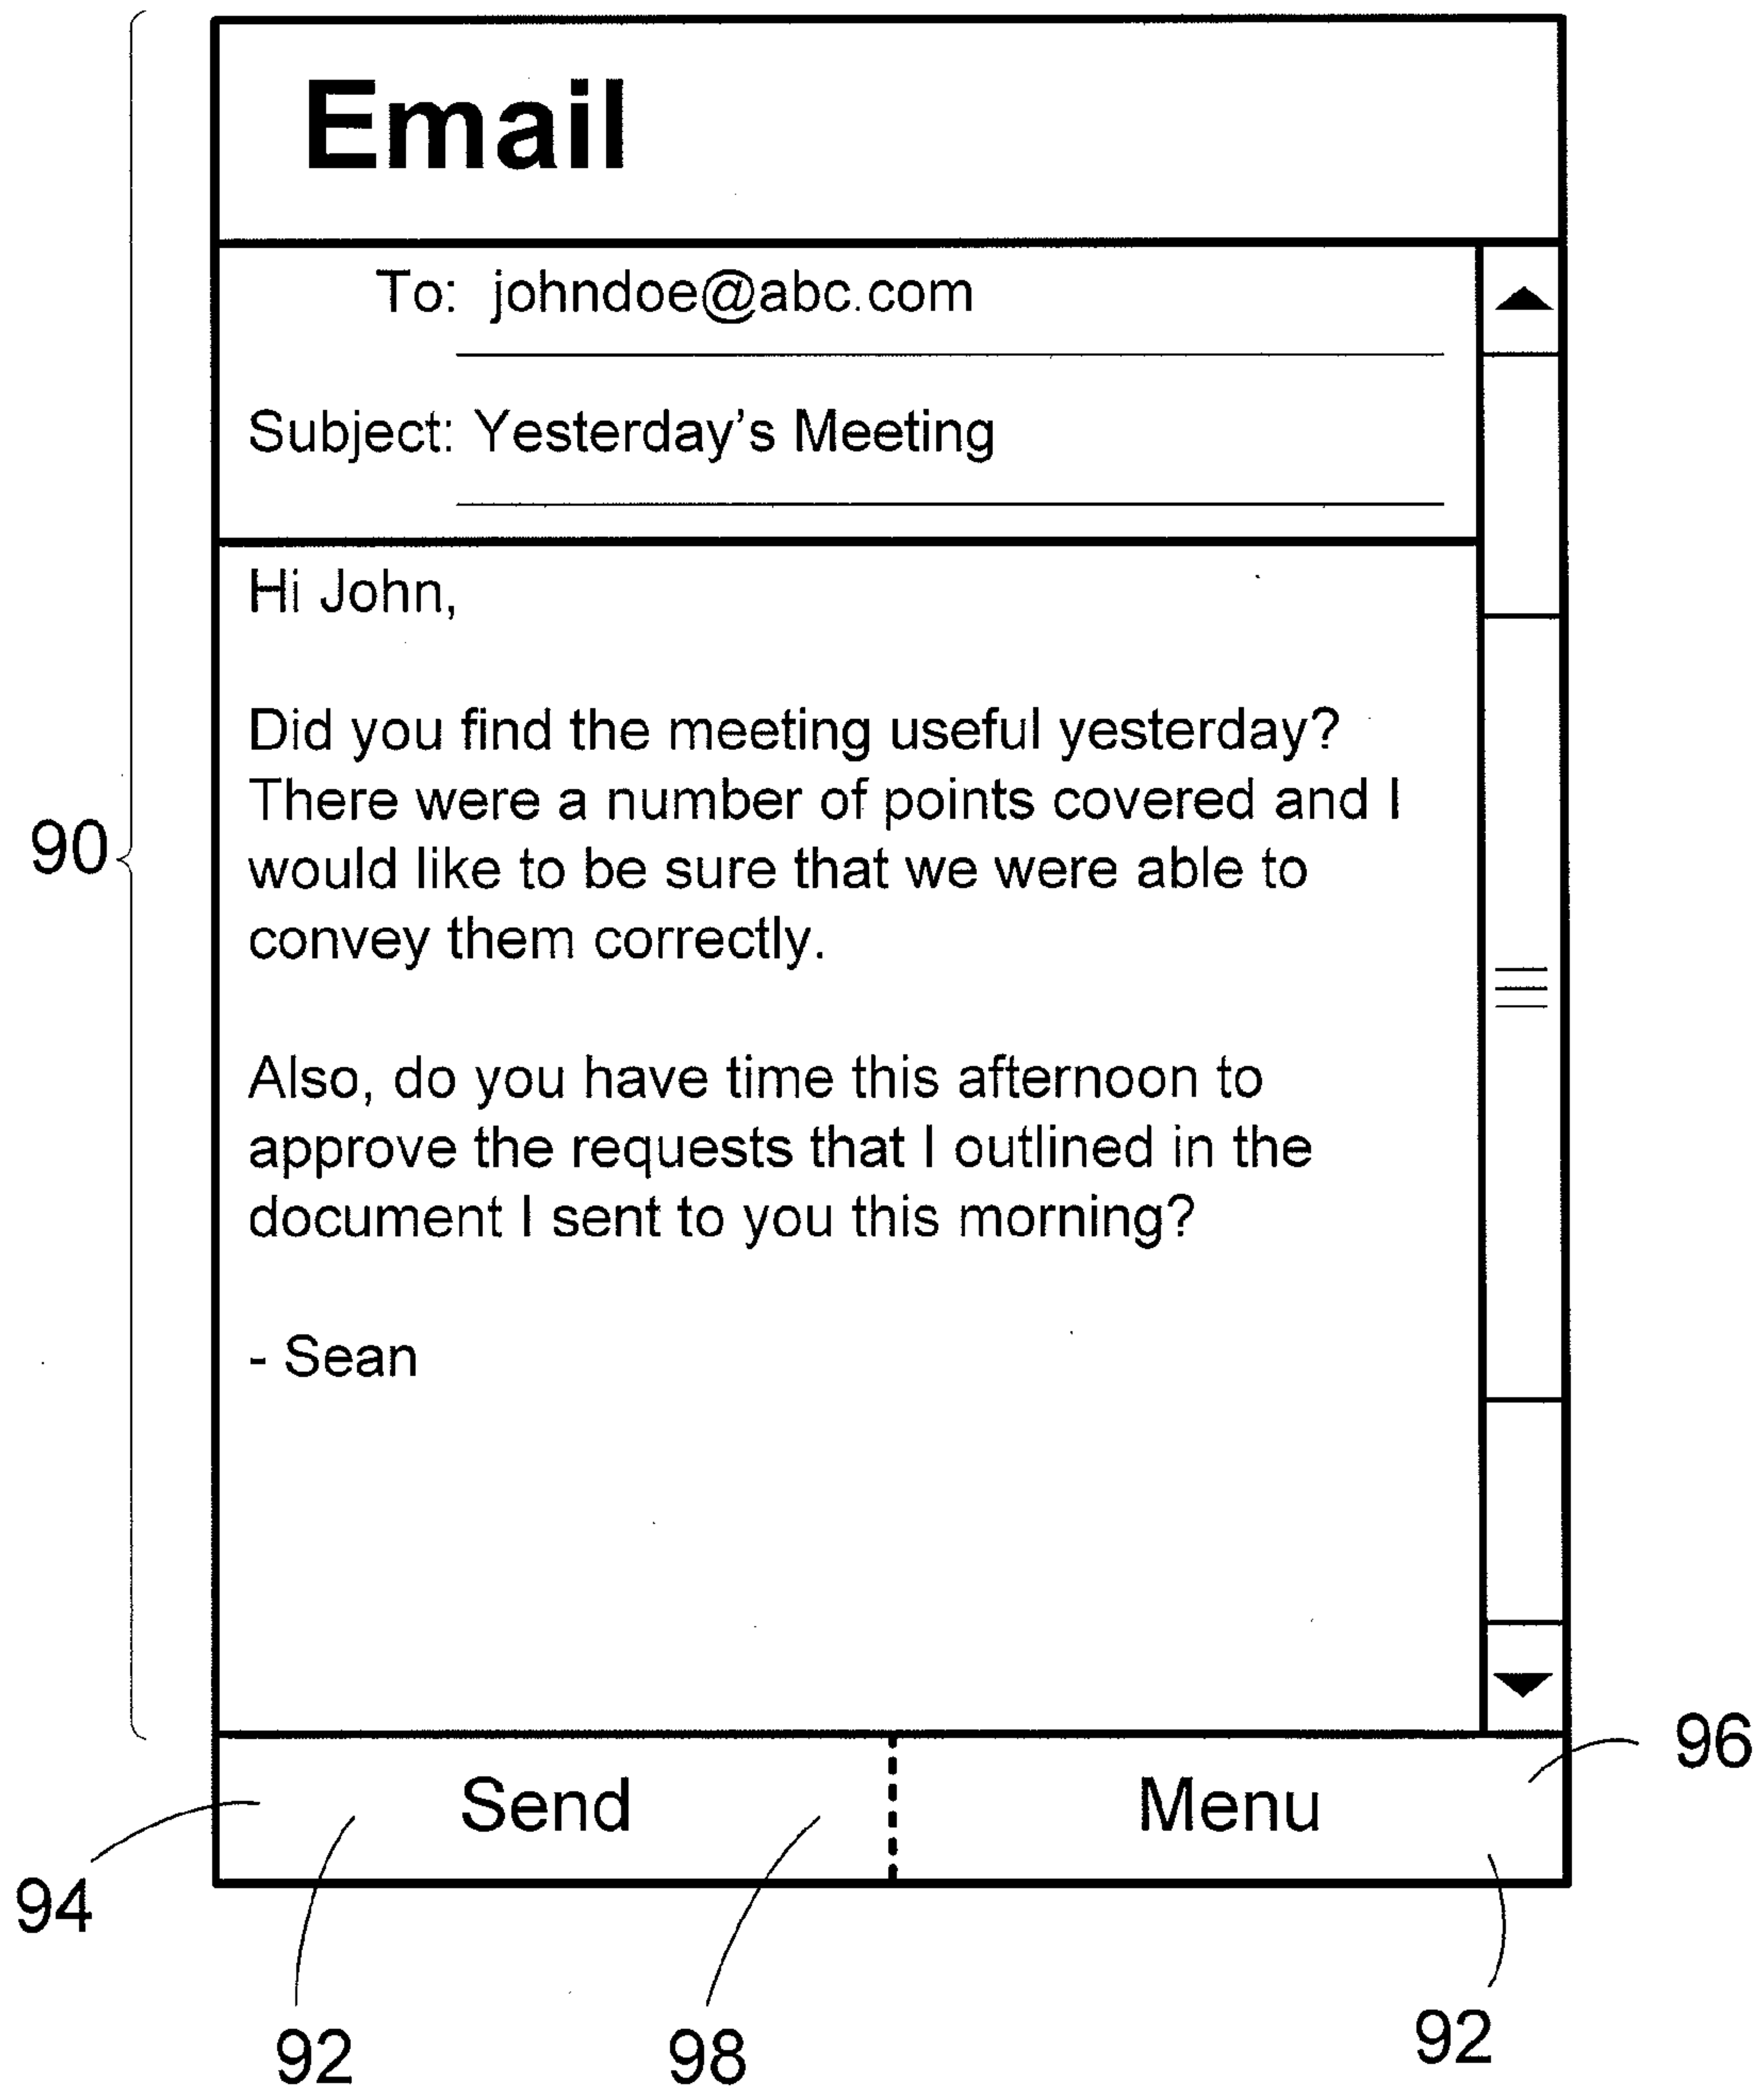 Email
To: johndoe@abc.com
Subject: Yesterday's Meeting
Hi John,
Did you find the meeting useful yesterday?
There were a number of points covered and I
would like to be sure that we were able to
convey them correctly.
90
Also, do you have time this afternoon to
approve the requests that I outlined in the
document I sent to you this morning?
- Sean
96
Send Menu
94
92 98 92